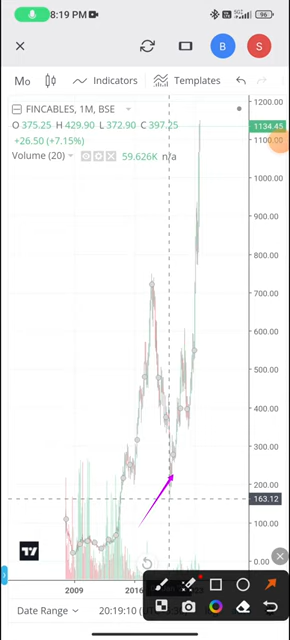 8:19 PM
5G
96
B
S
Mo
Indicators
Templates
FINCABLES, 1M, BSE
O 375.25 H 429.90 L 372.90 C 397.25
+26.50 (+7.15%)
Volume (20)
59.626K n/a
1200.00
1134.45
1100.00
1000.00
900.00
800.00
700.00
600.00
500.00
400.00
300.00
200.00
163.12
100.00
0.00
2009
2016
23
Date Range
20:19:10